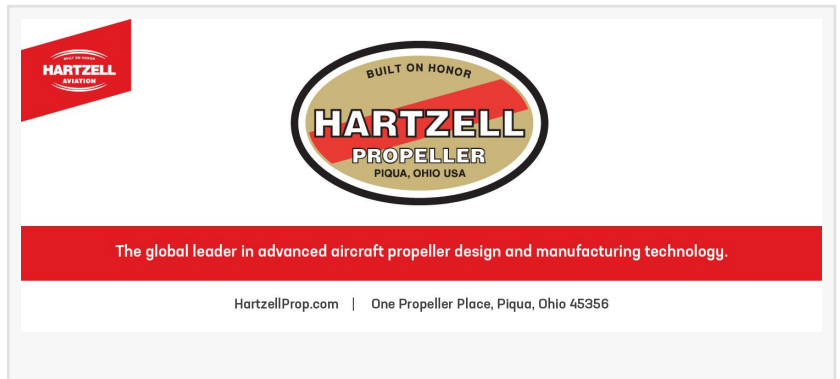 BUILT ON HONOR
HARTZELL
AVIATION
BUILT ON HONOR
HARTZELL
PROPELLER
PIQUA, OHIO USA
The global leader in advanced aircraft propeller design and manufacturing technology.
HartzellProp.com | One Propeller Place, Piqua, Ohio 45356